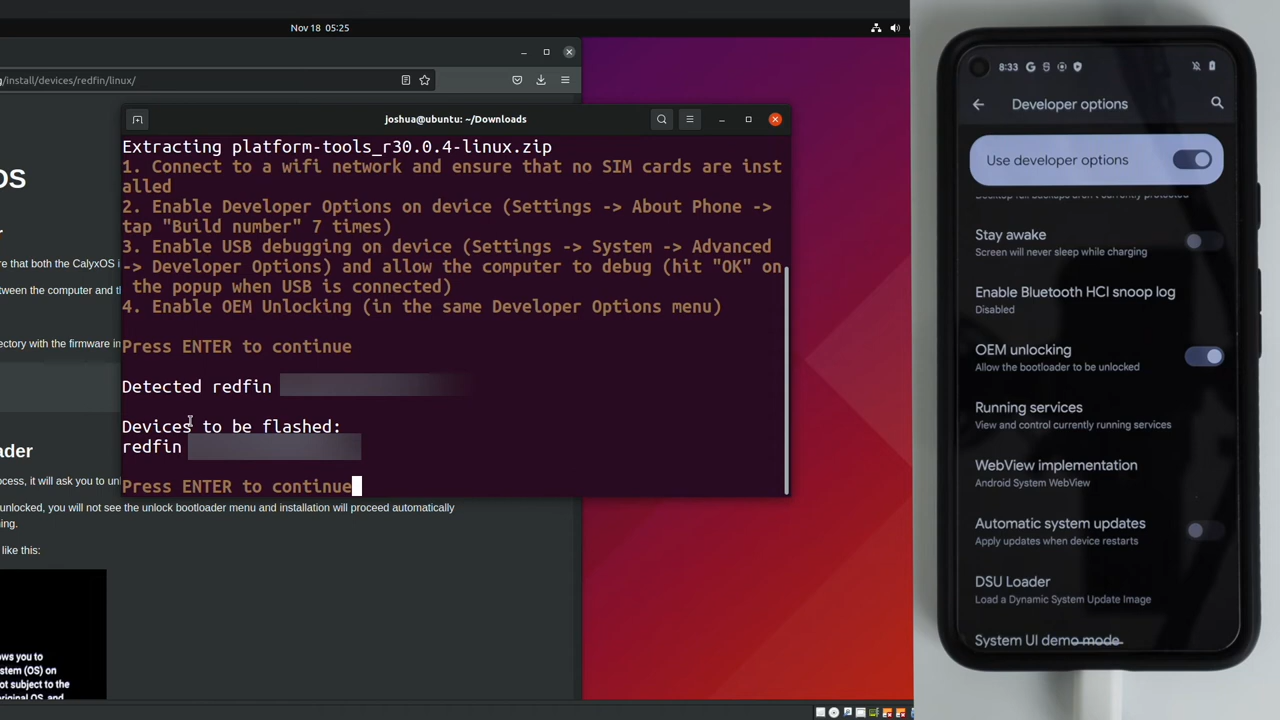 Nov 18 05:25
g/install/devices/redfin/linux/
joshua@ubuntu: ~/Downloads
OS
r
re that both the CalyxOS i
etween the computer and th
ectory with the firmware im
ader
ocess, it will ask you to unl
unlocked, you will not see the unlock bootloader menu and installation will proceed automatically
ning.
like this:
ows you to
stem (OS) on
not subject to the
original OS, and
Extracting platform-tools_r30.0.4-linux.zip
1. Connect to a wifi network and ensure that no SIM cards are inst
alled
2. Enable Developer Options on device (Settings -> About Phone ->
tap "Build number" 7 times)
3. Enable USB debugging on device (Settings -> System -> Advanced
-> Developer Options) and allow the computer to debug (hit "OK" on
the popup when USB is connected)
4. Enable OEM Unlocking (in the same Developer Options menu)
Press ENTER to continue
Detected redfin
Devices to be flashed:
redfin
Press ENTER to continue
8:33
Developer options
Use developer options
Stay awake
Screen will never sleep while charging
Enable Bluetooth HCI snoop log
Disabled
OEM unlocking
Allow the bootloader to be unlocked
Running services
View and control currently running services
WebView implementation
Android System WebView
Automatic system updates
Apply updates when device restarts
DSU Loader
Load a Dynamic System Update Image
System UI demo mode